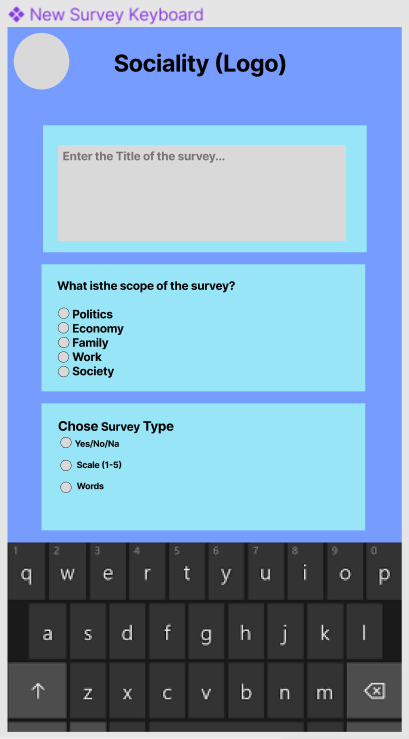 New Survey Keyboard
Sociality (Logo)
Enter the Title of the survey...
What isthe scope of the survey?
Politics
Economy
Family
Work
Society
Chose Survey Type
Yes/No/Na
Scale (1-5)
Words
1 2 3 4 5 6 7 8 9 0
q w e r t y u i o p
a s d f g h j k l
z x c v b n m